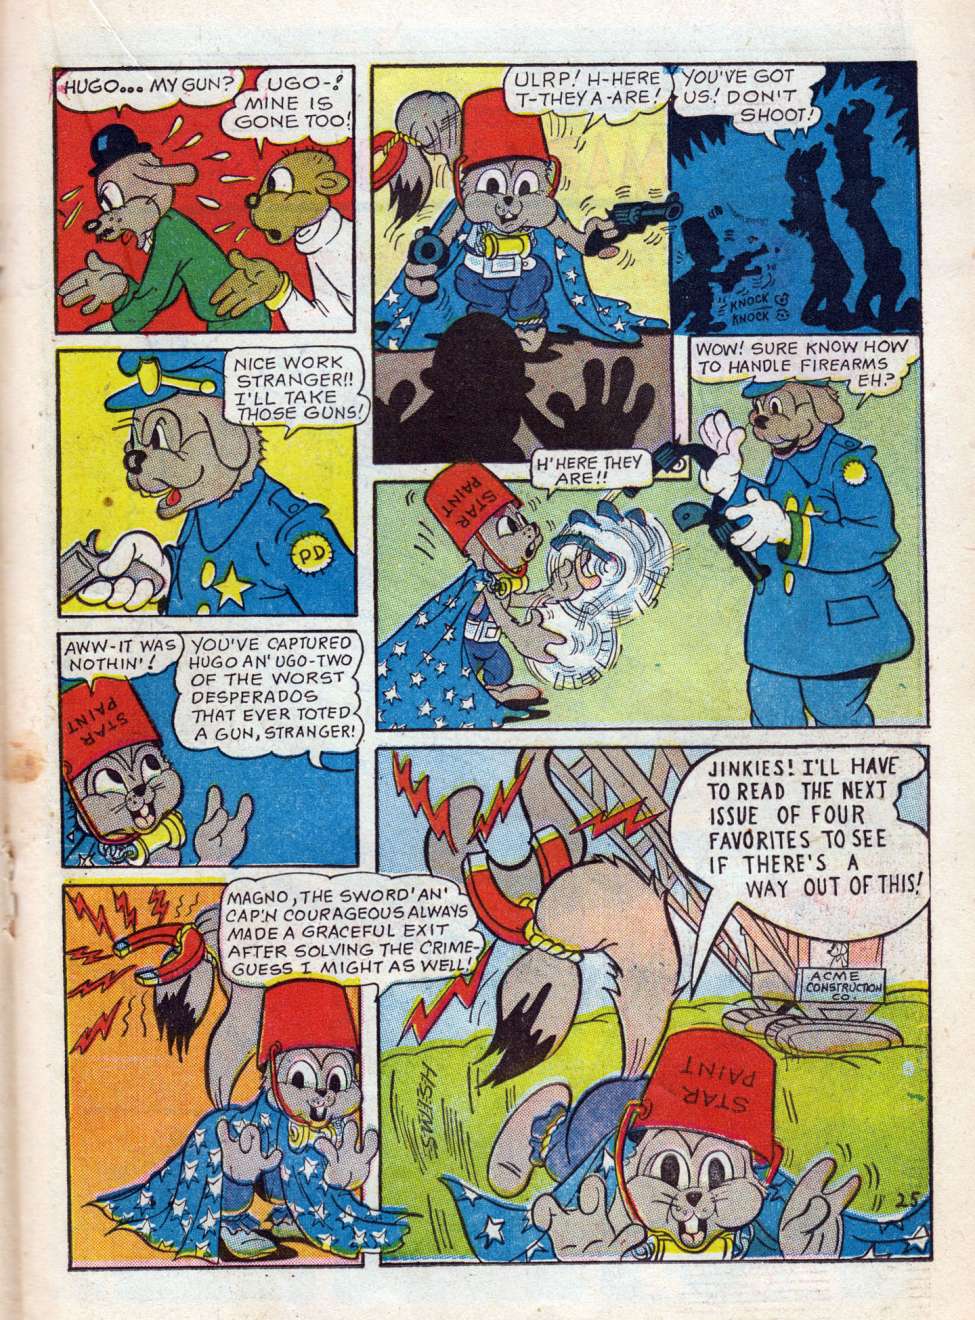 HUGO... MY GUN?
UGO-!
MINE IS
GONE TOO!
ULRP! H-HERE
T-THEY A-ARE!
YOU'VE GOT
US! DON'T
SHOOT!
KNOCK
KNOCK
NICE WORK
STRANGER!!
I'LL TAKE
THOSE GUNS!
PD
H'HERE THEY
ARE!!
STAR
PAINT
WOW! SURE KNOW HOW
TO HANDLE FIREARMS
EH?
AWW-IT WAS
NOTHIN'!
YOU'VE CAPTURED
HUGO AN' UGO-TWO
OF THE WORST
DESPERADOS
THAT EVER TOTED
A GUN, STRANGER!
STAR
PAINT
MAGNO, THE SWORD' AN'
CAP'N COURAGEOUS ALWAYS
MADE A GRACEFUL EXIT
AFTER SOLVING THE CRIME-
GUESS I MIGHT AS WELL!
JINKIES! I'LL HAVE
TO READ THE NEXT
ISSUE OF FOUR
FAVORITES TO SEE
IF THERE'S A
WAY OUT OF THIS!
ACME
CONSTRUCTION
CO.
SWISH
STAR
PAINT
25